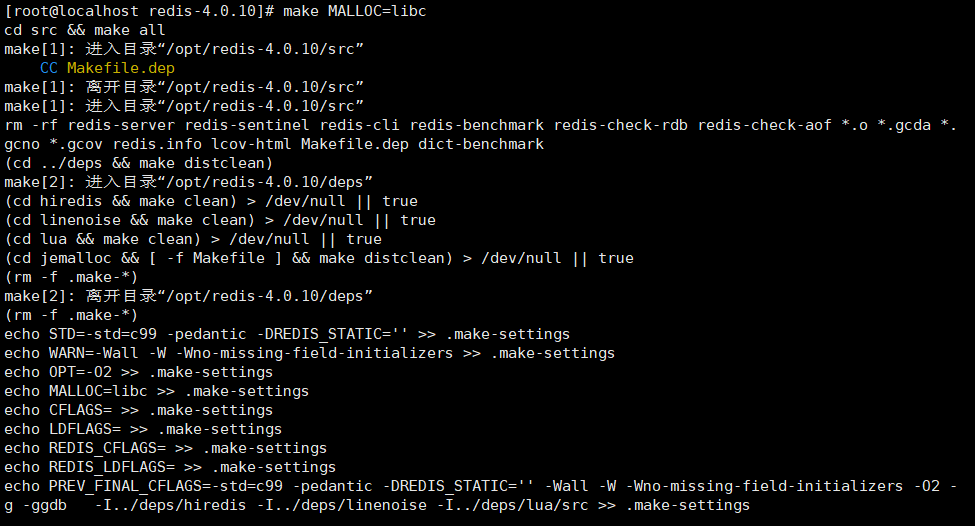 [root@localhost redis-4.0.10]# make MALLOC=libc
cd src && make all
make[1]: 进入目录“/opt/redis-4.0.10/src”
    CC Makefile.dep
make[1]: 离开目录“/opt/redis-4.0.10/src”
make[1]: 进入目录“/opt/redis-4.0.10/src”
rm -rf redis-server redis-sentinel redis-cli redis-benchmark redis-check-rdb redis-check-aof *.o *.gcda *.
gcno *.gcov redis.info lcov-html Makefile.dep dict-benchmark
(cd ../deps && make distclean)
make[2]: 进入目录“/opt/redis-4.0.10/deps”
(cd hiredis && make clean) > /dev/null || true
(cd linenoise && make clean) > /dev/null || true
(cd lua && make clean) > /dev/null || true
(cd jemalloc && [ -f Makefile ] && make distclean) > /dev/null || true
(rm -f .make-*)
make[2]: 离开目录“/opt/redis-4.0.10/deps”
(rm -f .make-*)
echo STD=-std=c99 -pedantic -DREDIS_STATIC='' >> .make-settings
echo WARN=-Wall -W -Wno-missing-field-initializers >> .make-settings
echo OPT=-O2 >> .make-settings
echo MALLOC=libc >> .make-settings
echo CFLAGS= >> .make-settings
echo LDFLAGS= >> .make-settings
echo REDIS_CFLAGS= >> .make-settings
echo REDIS_LDFLAGS= >> .make-settings
echo PREV_FINAL_CFLAGS=-std=c99 -pedantic -DREDIS_STATIC='' -Wall -W -Wno-missing-field-initializers -O2 -
g -ggdb   -I../deps/hiredis -I../deps/linenoise -I../deps/lua/src >> .make-settings